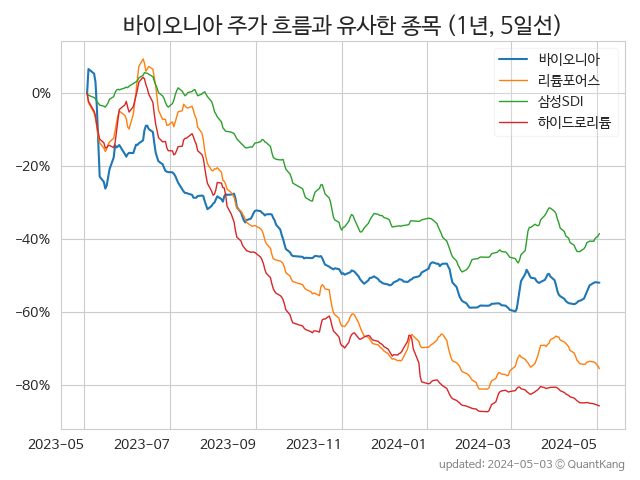 바이오니아 주가 흐름과 유사한 종목 (1년, 5일선)
바이오니아
리튬포어스
삼성SDI
하이드로리튬
0%
−20%
−40%
−60%
−80%
2023-05 2023-07 2023-09 2023-11 2024-01 2024-03 2024-05
updated: 2024-05-03 © QuantKang